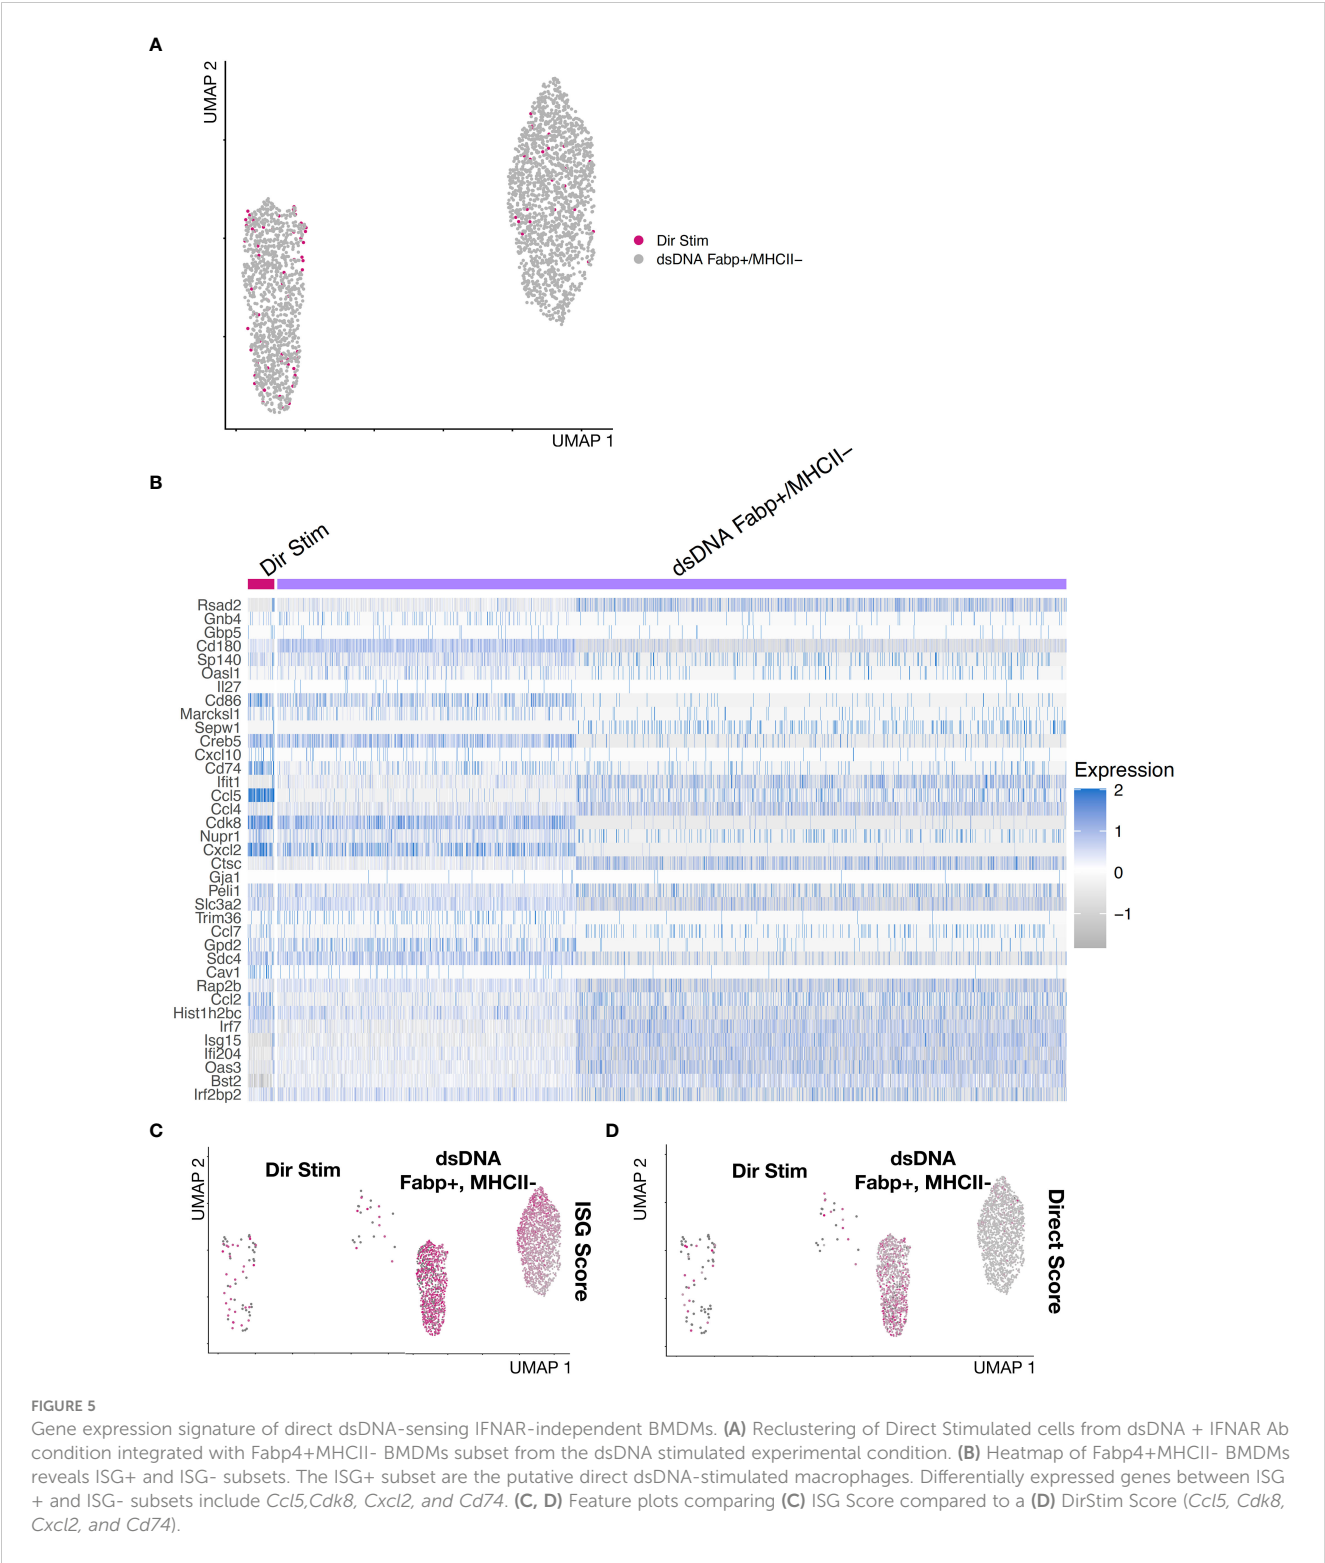 A
UMAP 2
Dir Stim
dsDNA Fabp+/MHCII−
UMAP 1
B
Dir Stim
dsDNA Fabp+/MHCII−
Rsad2
Gnb4
Gbp5
Cd180
Sp140
Oasl1
Il27
Cd86
Marcksl1
Sepw1
Creb5
Cxcl10
Cd74
Ifit1
Ccl5
Ccl4
Cdk8
Nupr1
Cxcl2
Ctsc
Gja1
Peli1
Slc3a2
Trim36
Ccl7
Gpd2
Sdc4
Cav1
Rap2b
Ccl2
Hist1h2bc
Irf7
Isg15
Ifi204
Oas3
Bst2
Irf2bp2
Expression
2
1
0
−1
C
UMAP 2
Dir Stim
dsDNA
Fabp+, MHCII-
ISG Score
UMAP 1
D
UMAP 2
Dir Stim
dsDNA
Fabp+, MHCII-
Direct Score
UMAP 1
FIGURE 5
Gene expression signature of direct dsDNA-sensing IFNAR-independent BMDMs. (A) Reclustering of Direct Stimulated cells from dsDNA + IFNAR Ab
condition integrated with Fabp4+MHCII- BMDMs subset from the dsDNA stimulated experimental condition. (B) Heatmap of Fabp4+MHCII- BMDMs
reveals ISG+ and ISG- subsets. The ISG+ subset are the putative direct dsDNA-stimulated macrophages. Differentially expressed genes between ISG
+ and ISG- subsets include Ccl5,Cdk8, Cxcl2, and Cd74. (C, D) Feature plots comparing (C) ISG Score compared to a (D) DirStim Score (Ccl5, Cdk8,
Cxcl2, and Cd74).